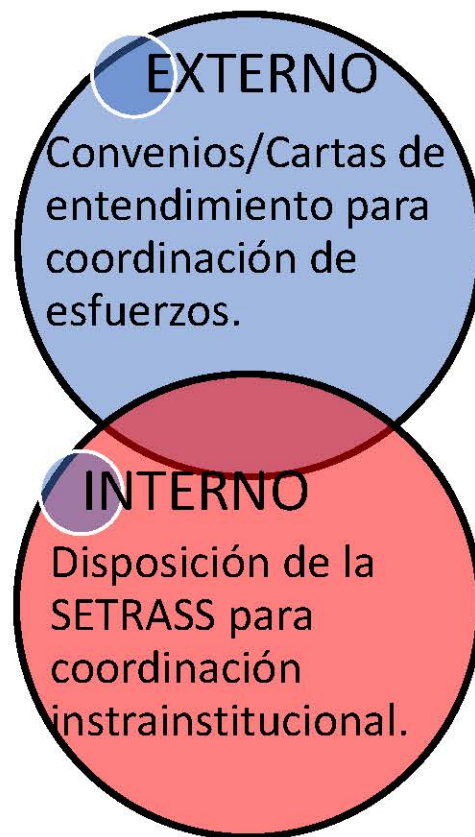 EXTERNO
Convenios/Cartas de
entendimiento para
coordinación de
esfuerzos.
INTERNO
Disposición de la
SETRASS para
coordinación
instrainstitucional.